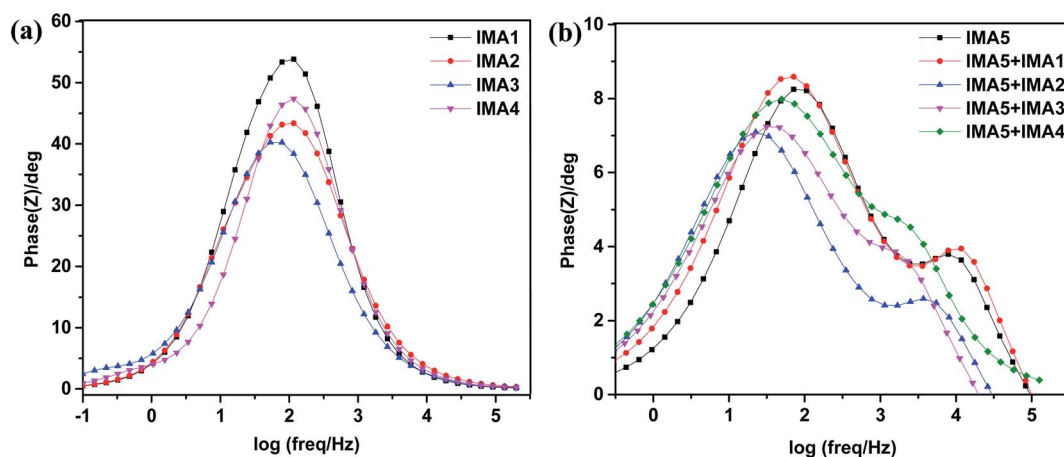 (a)
Phase(Z)/deg
60
50
40
30
20
10
0
-1 0 1 2 3 4 5
log (freq/Hz)
IMA1
IMA2
IMA3
IMA4
(b)
Phase(Z)/deg
10
8
6
4
2
0
0 1 2 3 4 5
log (freq/Hz)
IMA5
IMA5+IMA1
IMA5+IMA2
IMA5+IMA3
IMA5+IMA4